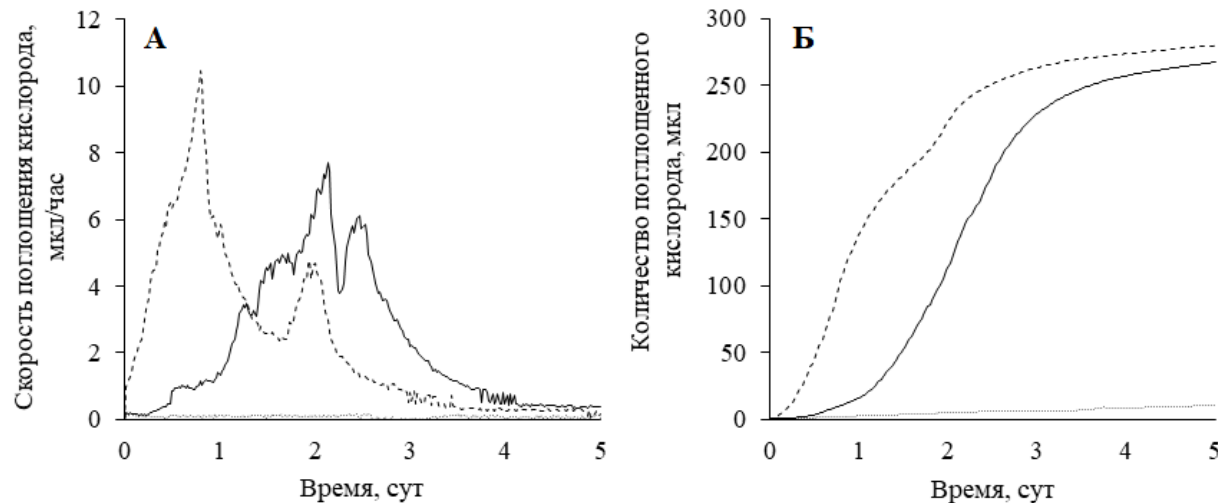 А
Скорость поглощения кислорода,
мкл/час
12
10
8
6
4
2
0
0 1 2 3 4 5
Время, сут
Б
Количество поглощенного
кислорода, мкл
300
250
200
150
100
50
0
0 1 2 3 4 5
Время, сут